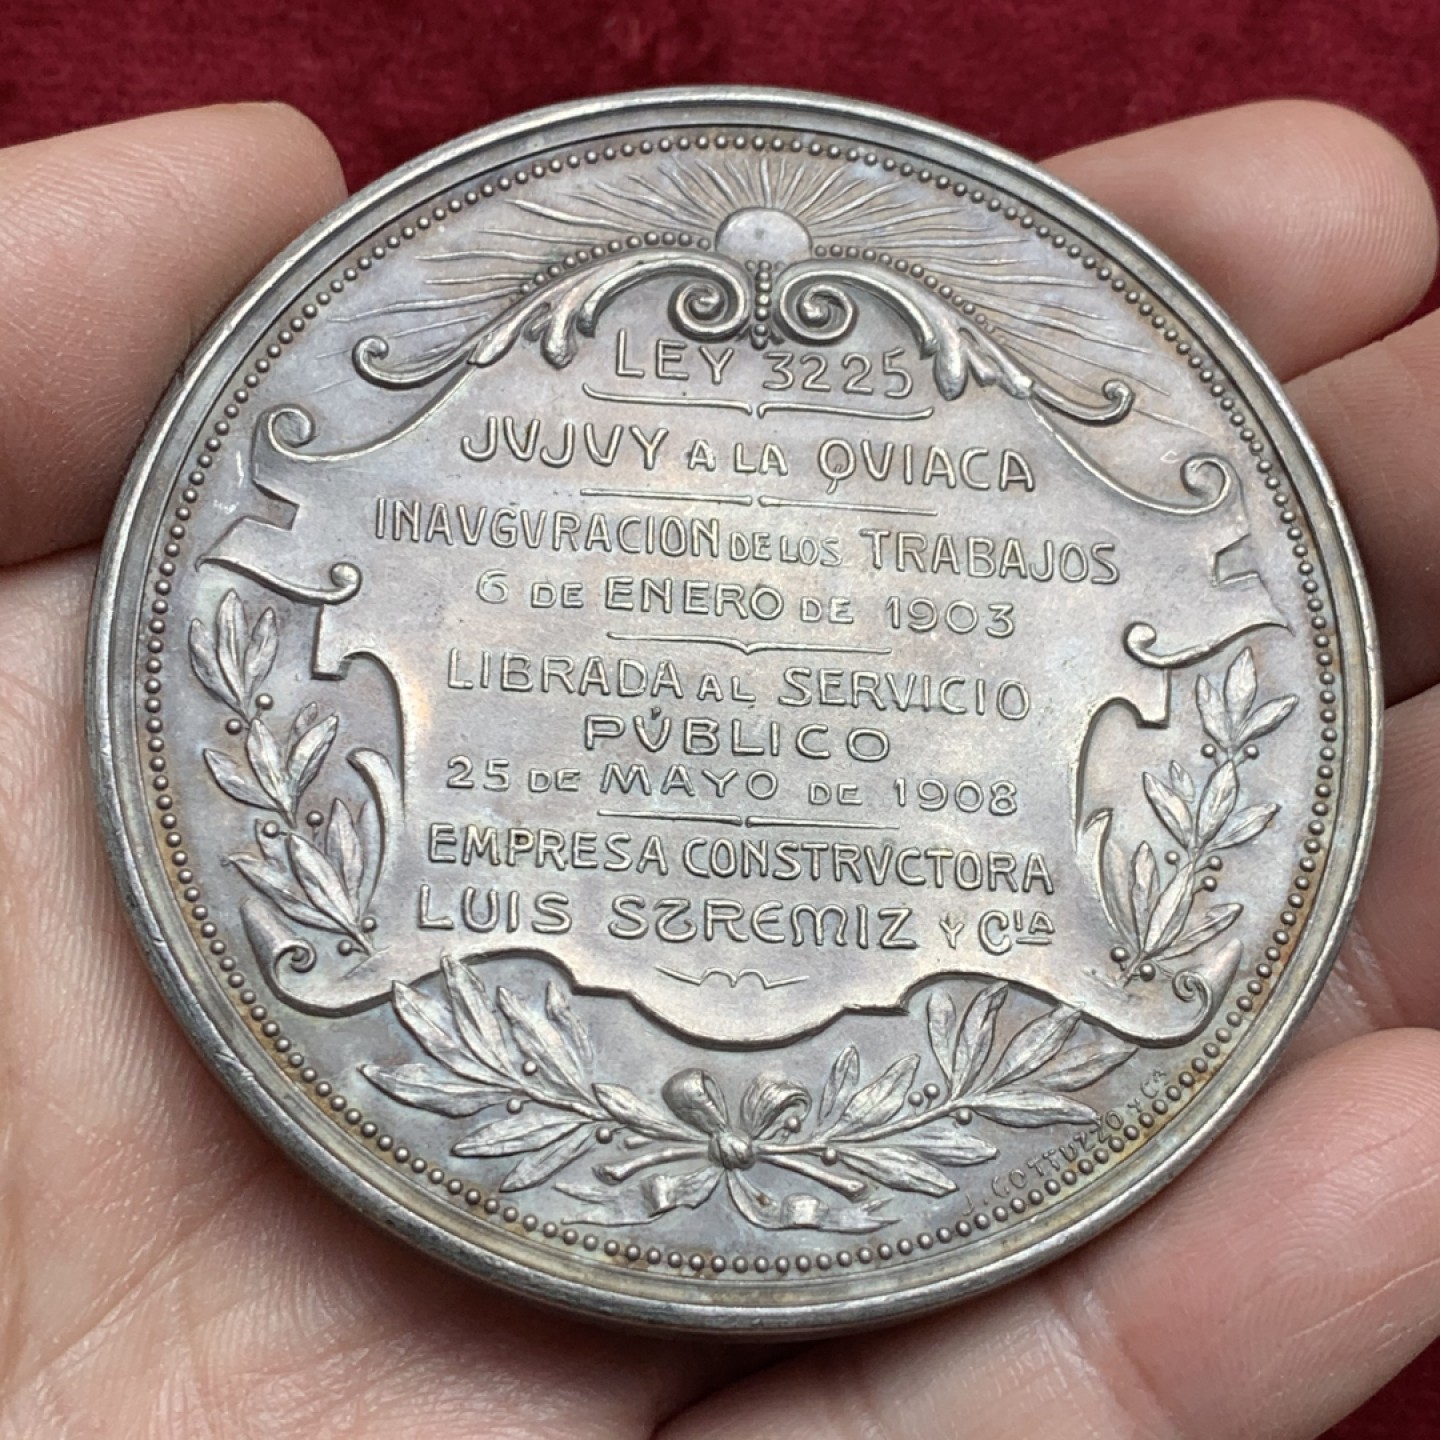 LEY 3225
JVJVY A LA QVIACA
INAVGVRACION DE LOS TRABAJOS
6 DE ENERO DE 1903
LIBRADA AL SERVICIO
PÚBLICO
25 DE MAYO DE 1908
EMPRESA CONSTRVCTORA
LUIS STREMIZ Y CIA
J. GOTTUZZO Y Ca